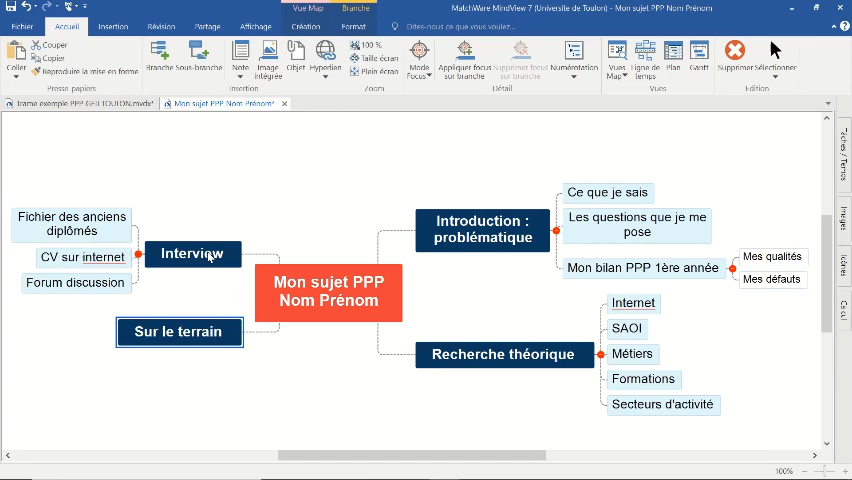 Vue Map Branche MatchWare MindView 7 (Universite de Toulon) - Mon sujet PPP Nom Prénom
Fichier Accueil Insertion Révision Partage Affichage Création Format Dites-nous ce que vous voulez...
Coller
Couper
Copier
Reproduire la mise en forme
Presse-papiers
Branche Sous-branche Note Image intégrée Objet Hyperlien
Insertion
100 %
Taille écran
Plein écran
Zoom
Mode Focus Appliquer focus sur branche Supprimer focus sur branche Numérotation
Détail
Vues Map Ligne de temps Plan Gantt
Vues
Supprimer Sélectionner
Edition
Trame exemple PPP GEII TOULON.mvdx* Mon sujet PPP Nom Prénom*
Tâches / Temps
Images
Icônes
Calcul
Fichier des anciens
diplômés
CV sur internet
Forum discussion
Interview
Sur le terrain
Mon sujet PPP
Nom Prénom
Introduction :
problématique
Ce que je sais
Les questions que je me
pose
Mon bilan PPP 1ère année
Mes qualités
Mes défauts
Recherche théorique
Internet
SAOI
Métiers
Formations
Secteurs d'activité
100%